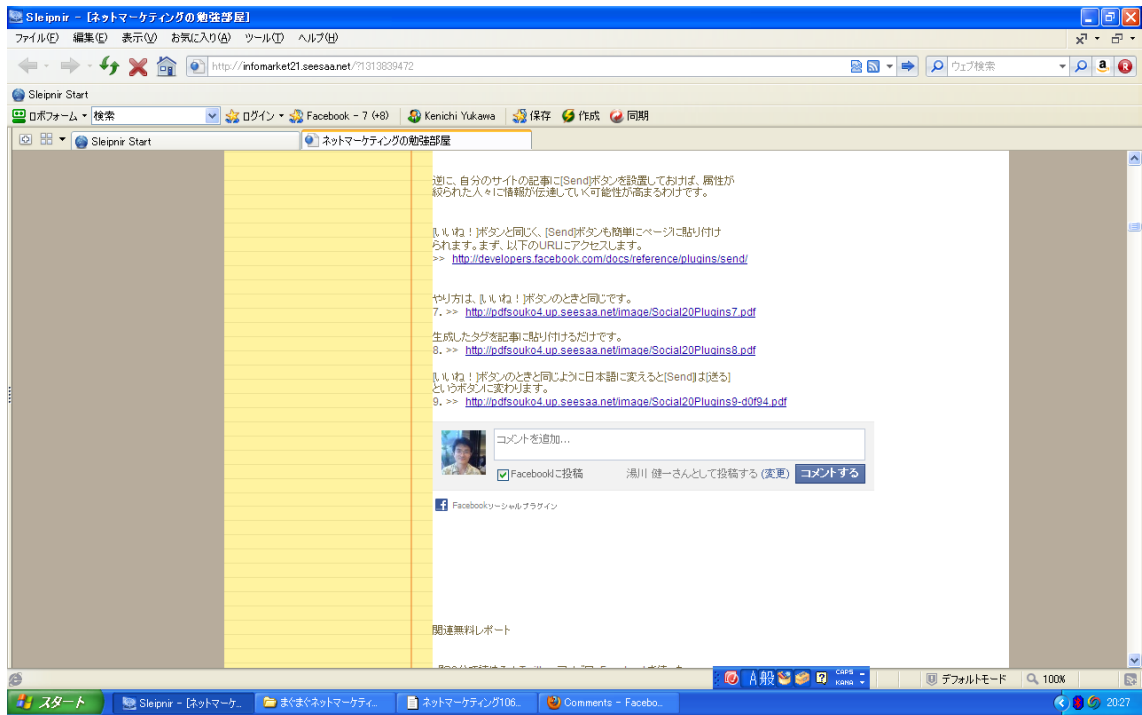 Sleipnir - [ネットマーケティングの勉強部屋]
ファイル(F) 編集(E) 表示(V) お気に入り(A) ツール(T) ヘルプ(H)
http://infomarket21.seesaa.net/?1313839472
ウェブ検索
Sleipnir Start
ロボフォーム 検索 ログイン Facebook - 7 (+8) Kenichi Yukawa 保存 作成 同期
Sleipnir Start ネットマーケティングの勉強部屋
逆に、自分のサイトの記事に[Send]ボタンを設置しておけば、属性が
絞られた人々に情報が伝達していく可能性が高まるわけです。
[いいね！]ボタンと同じく、[Send]ボタンも簡単にページに貼り付け
られます。まず、以下のURLにアクセスします。
>> http://developers.facebook.com/docs/reference/plugins/send/
やり方は、[いいね！]ボタンのときと同じです。
7. >> http://pdfsouko4.up.seesaa.net/image/Social20Plugins7.pdf
生成したタグを記事に貼り付けるだけです。
8. >> http://pdfsouko4.up.seesaa.net/image/Social20Plugins8.pdf
[いいね！]ボタンのときと同じように日本語に変えると[Send]は[送る]
というボタンに変わります。
9. >> http://pdfsouko4.up.seesaa.net/image/Social20Plugins9-d0f94.pdf
コメントを追加...
Facebookに投稿 湯川 健一さんとして投稿する (変更) コメントする
Facebookソーシャルプラグイン
関連無料レポート
A 般 CAPS KANA
デフォルトモード 100%
スタート Sleipnir - [ネットマーケ... まぐまぐネットマーケティ... ネットマーケティング106... Comments - Facebo... 20:27